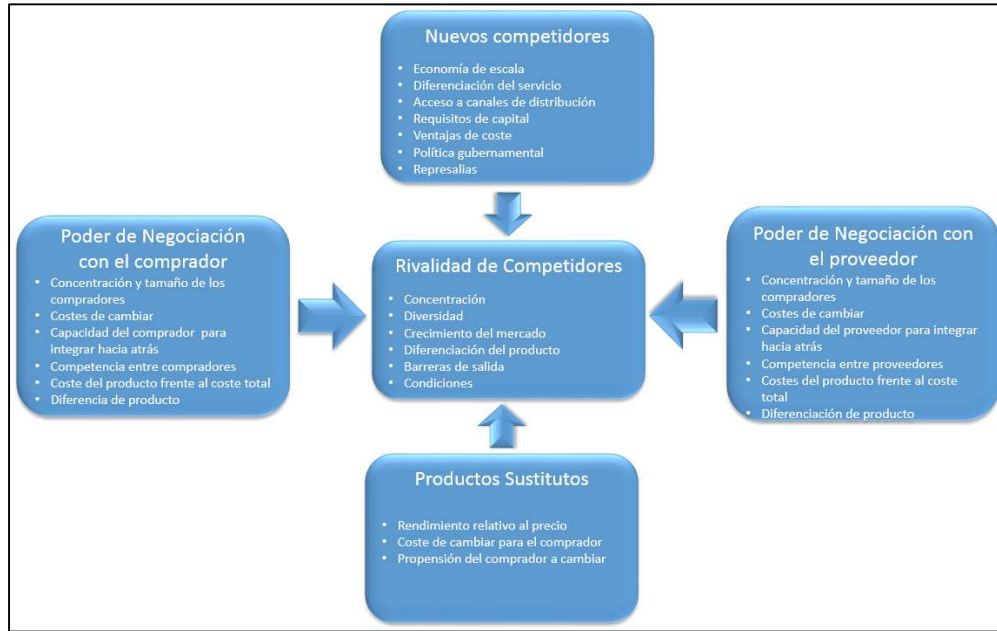 Nuevos competidores
• Economía de escala
• Diferenciación del servicio
• Acceso a canales de distribución
• Requisitos de capital
• Ventajas de coste
• Política gubernamental
• Represalias
Poder de Negociación
con el comprador
• Concentración y tamaño de los
compradores
• Costes de cambiar
• Capacidad del comprador para
integrar hacia atrás
• Competencia entre compradores
• Coste del producto frente al coste total
• Diferencia de producto
Rivalidad de Competidores
• Concentración
• Diversidad
• Crecimiento del mercado
• Diferenciación del producto
• Barreras de salida
• Condiciones
Poder de Negociación con
el proveedor
• Concentración y tamaño de los
compradores
• Costes de cambiar
• Capacidad del proveedor para integrar
hacia atrás
• Competencia entre proveedores
• Costes del producto frente al coste
total
• Diferenciación de producto
Productos Sustitutos
• Rendimiento relativo al precio
• Coste de cambiar para el comprador
• Propensión del comprador a cambiar